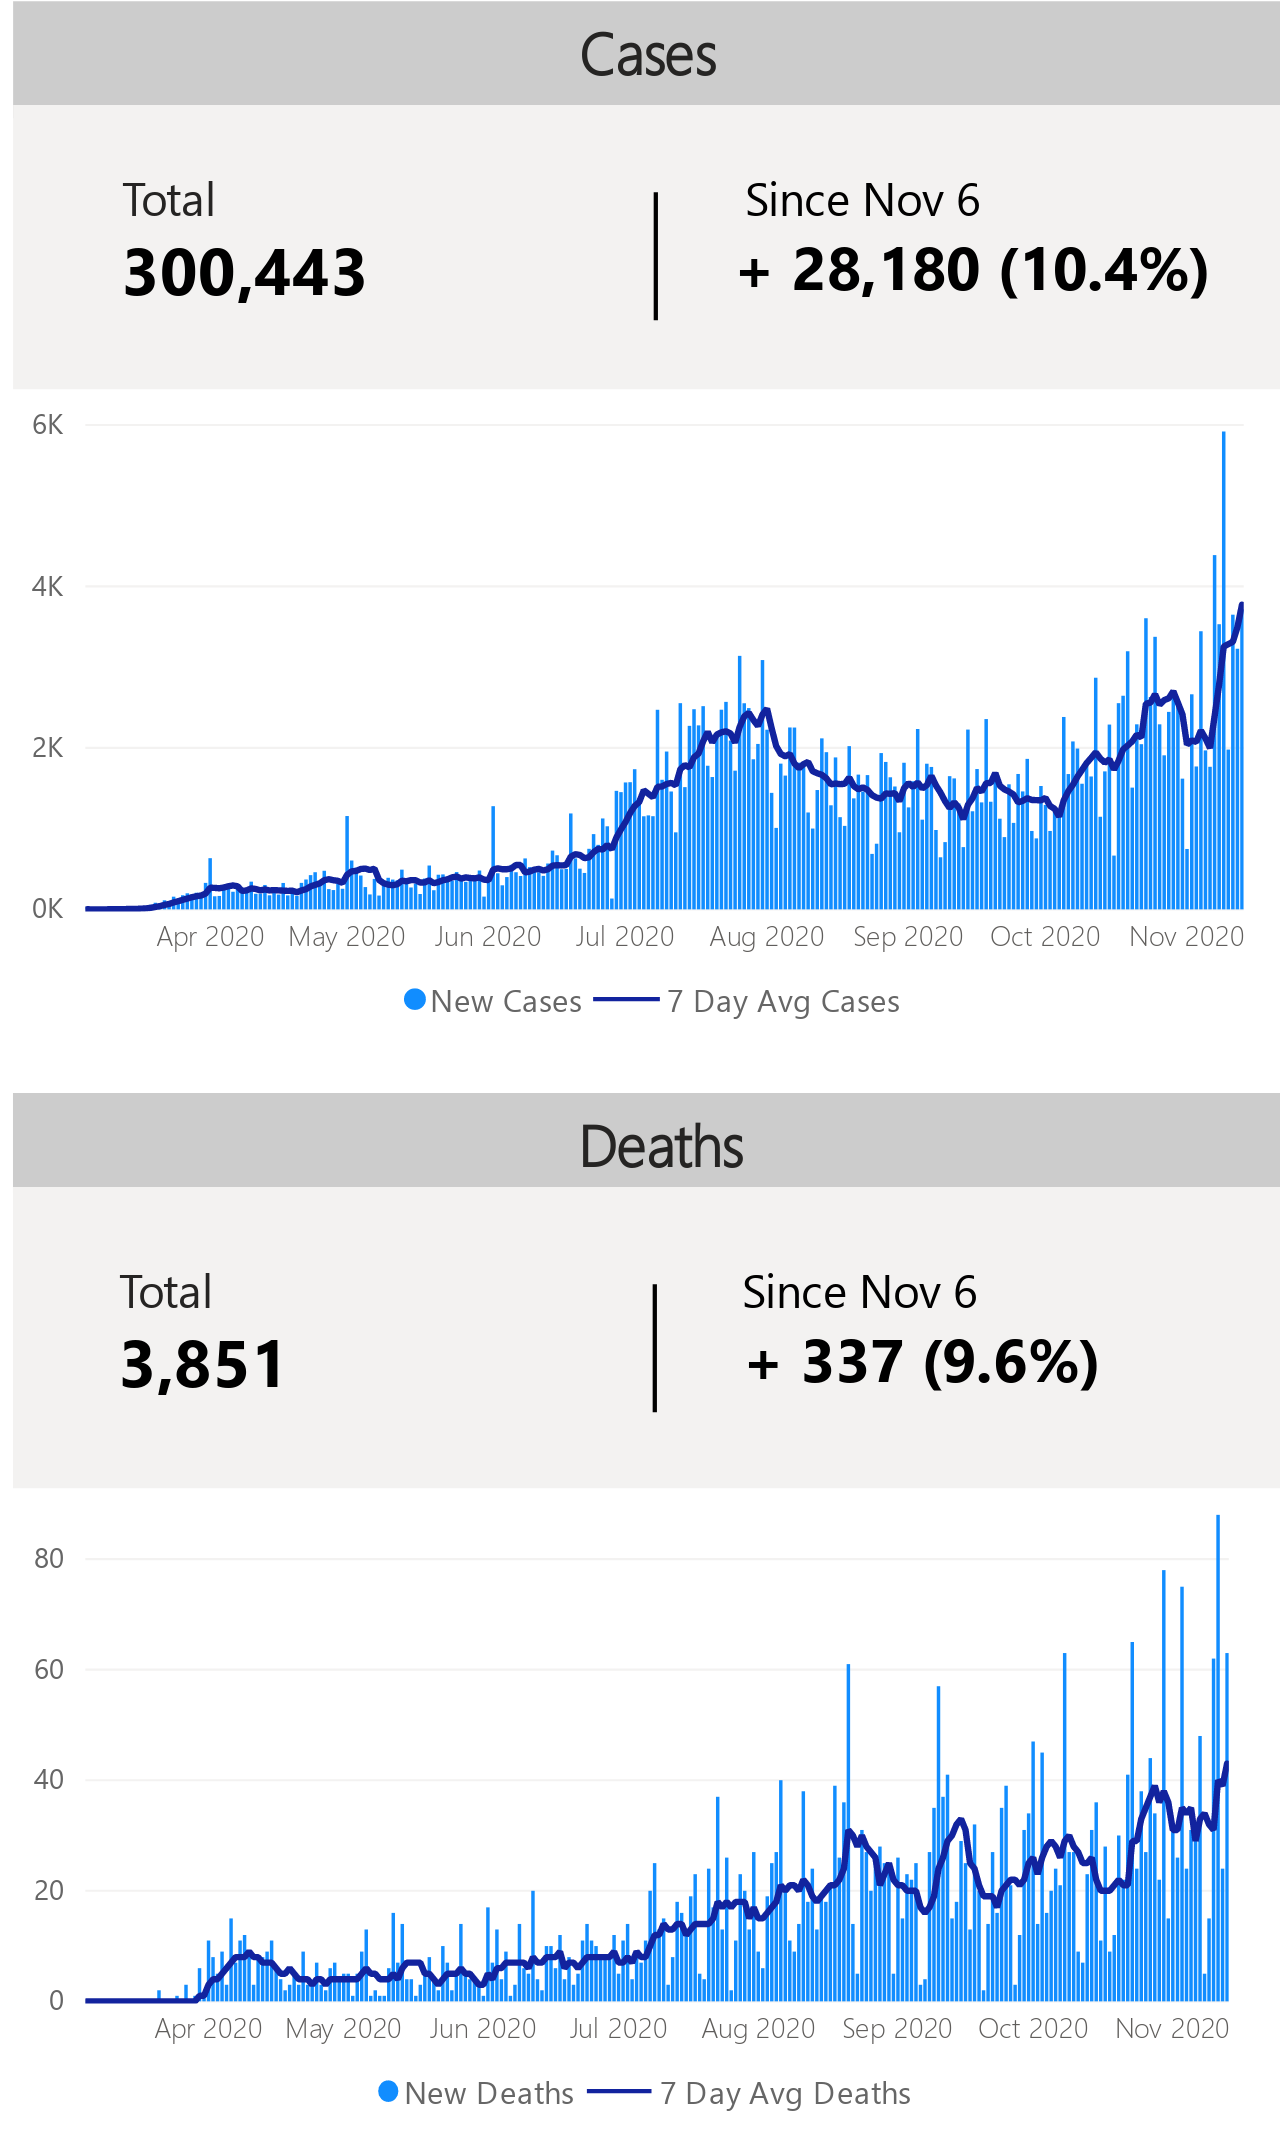 Cases
Total
Since Nov 6
300,443
+ 28,180 (10.4%)
6K
4K
2K
0K
Apr 2020 May 2020 Jun 2020 Jul 2020 Aug 2020 Sep 2020 Oct 2020 Nov 2020
New Cases 7 Day Avg Cases
Deaths
Total
Since Nov 6
3,851
+ 337 (9.6%)
80
60
40
20
0
Apr 2020 May 2020 Jun 2020 Jul 2020 Aug 2020 Sep 2020 Oct 2020 Nov 2020
New Deaths 7 Day Avg Deaths